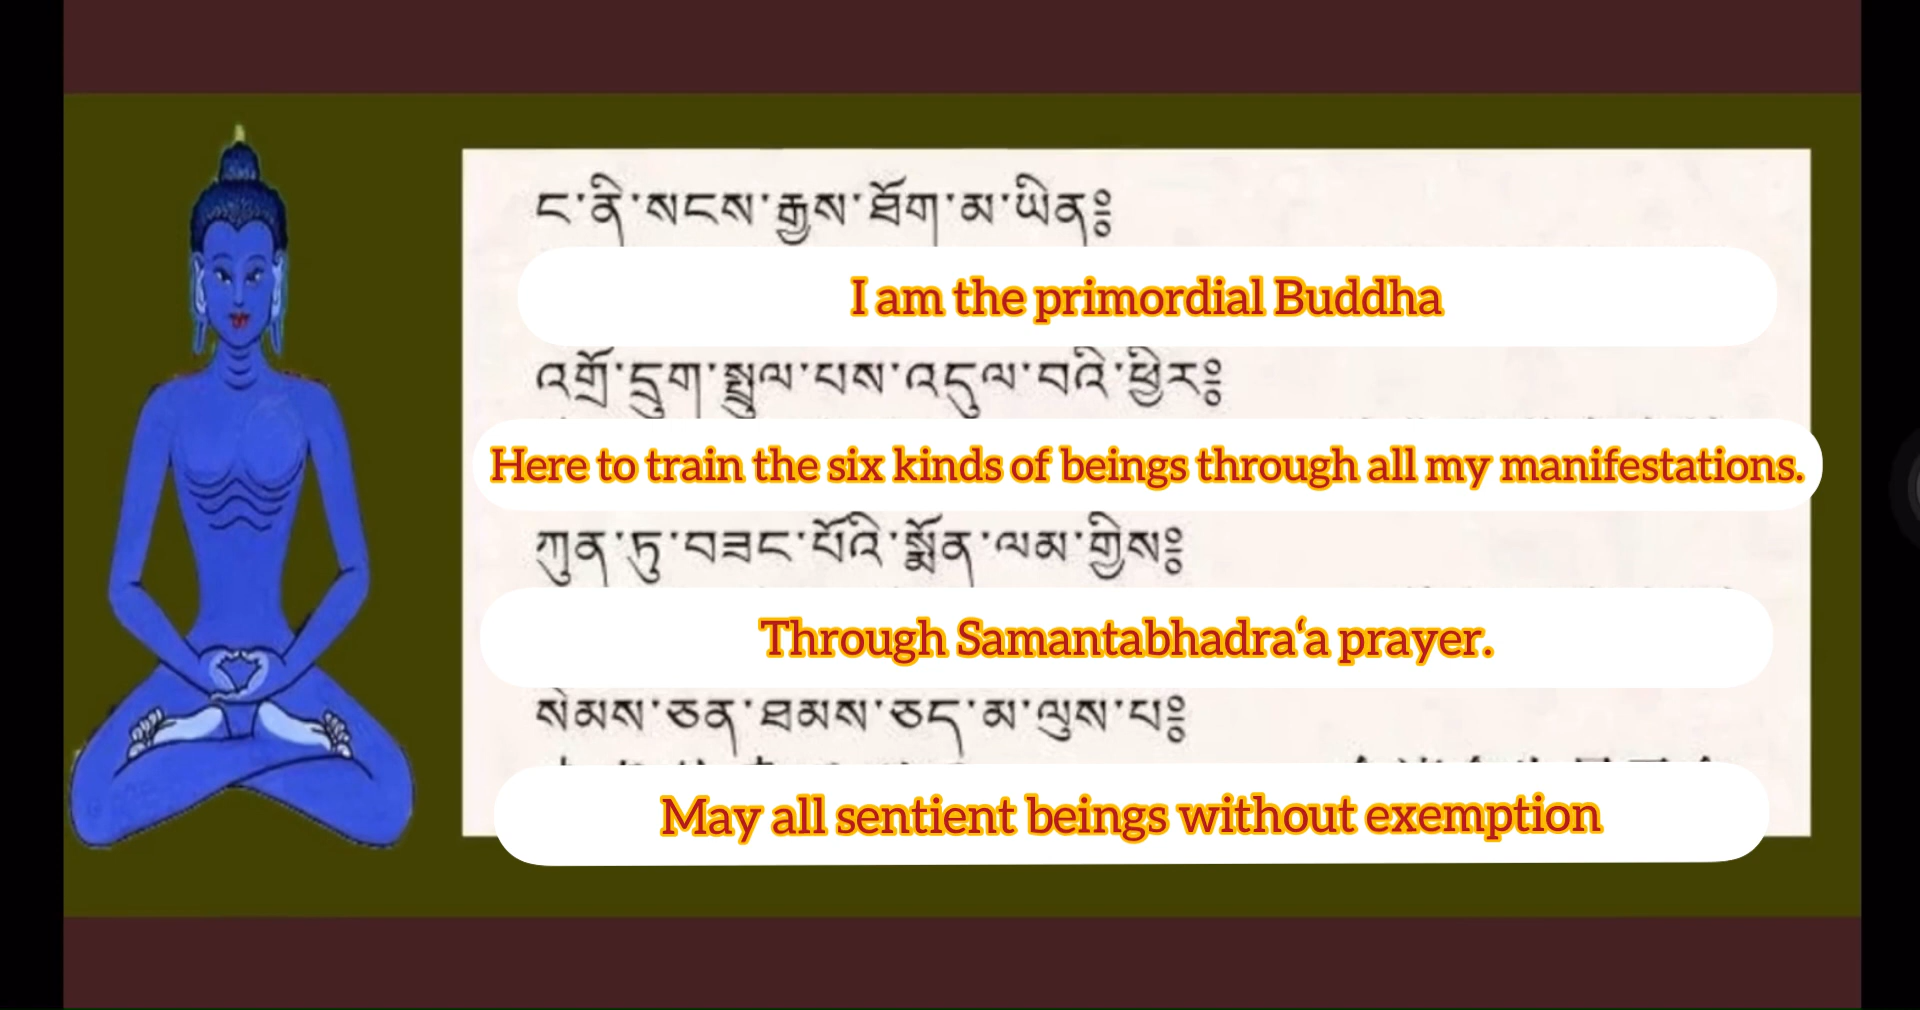 ང་ནི་སངས་རྒྱས་ཐོག་མ་ཡིན༔
I am the primordial Buddha
འགྲོ་དྲུག་སྤྲུལ་པས་འདུལ་བའི་ཕྱིར༔
Here to train the six kinds of beings through all my manifestations.
ཀུན་ཏུ་བཟང་པོའི་སྨོན་ལམ་གྱིས༔
Through Samantabhadra‘a prayer.
སེམས་ཅན་ཐམས་ཅད་མ་ལུས་པ༔
May all sentient beings without exemption